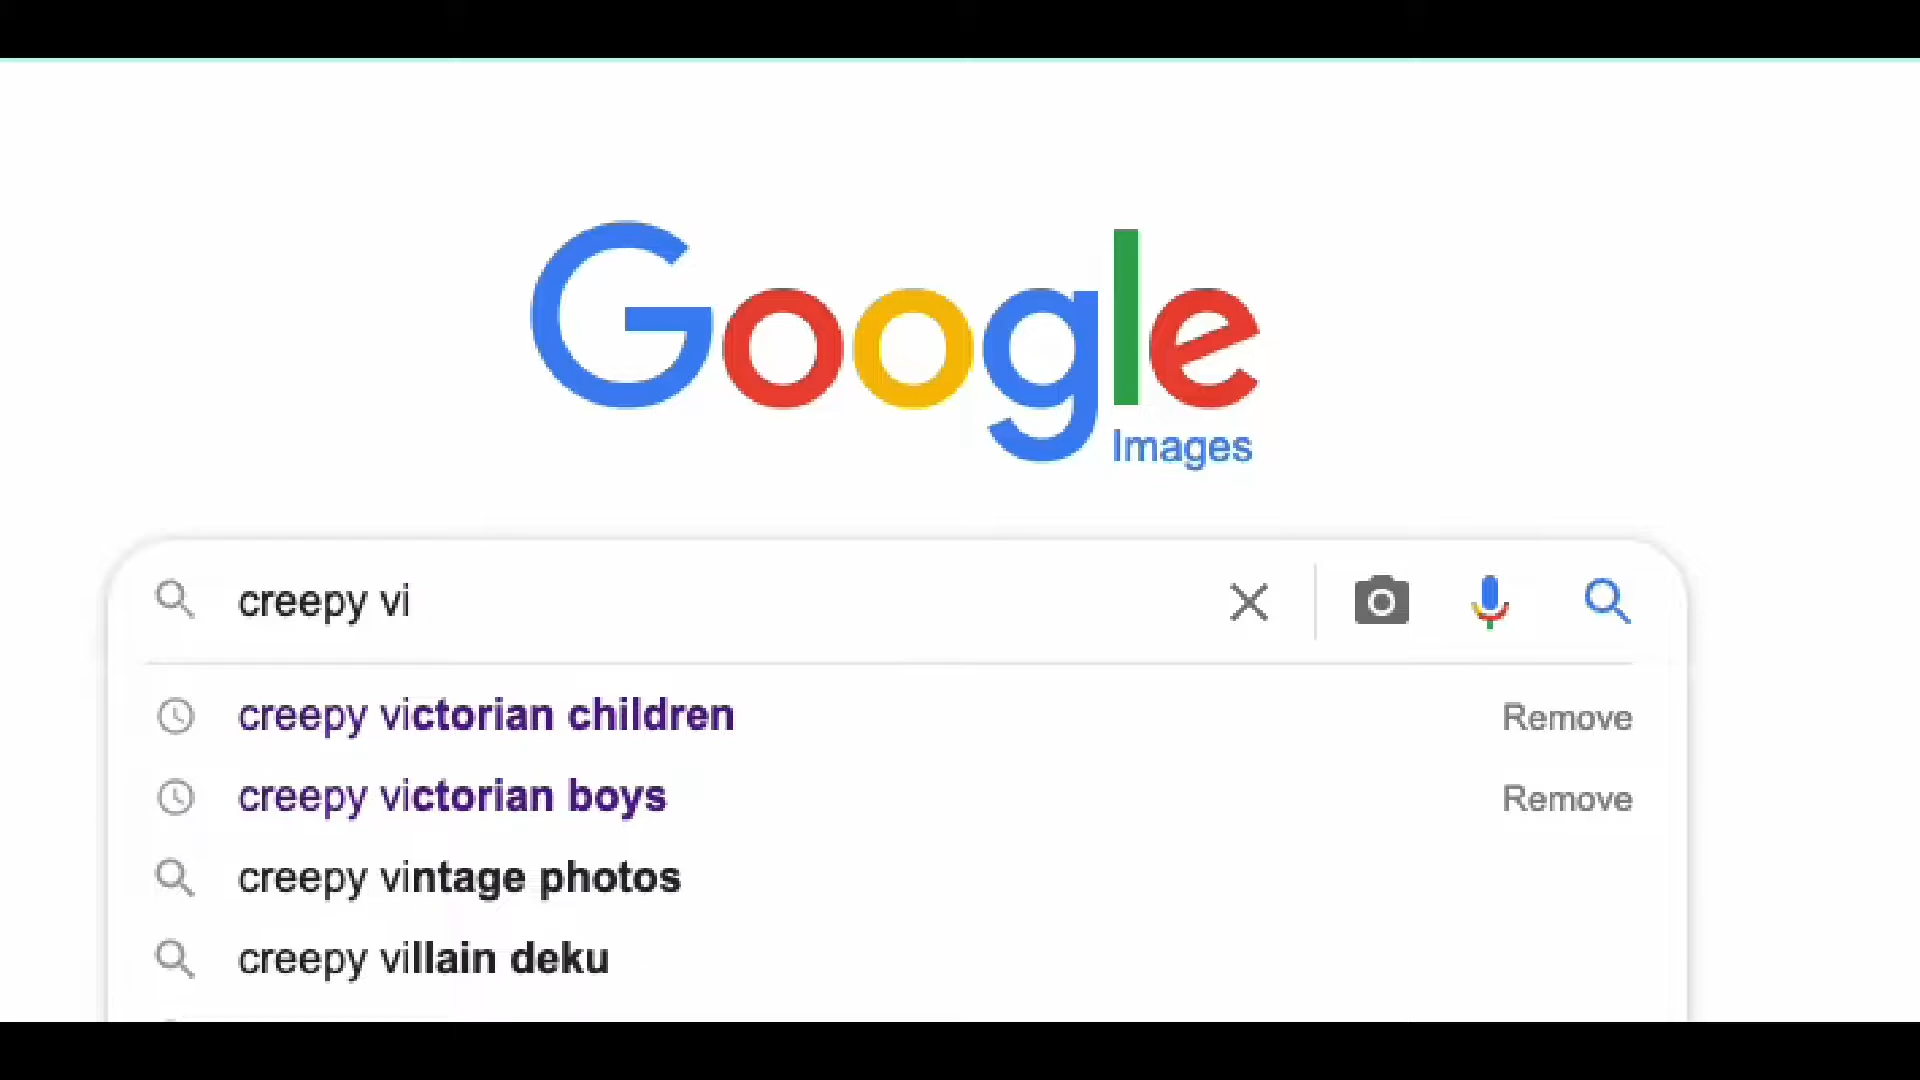 Google
Images
creepy vi
creepy victorian children Remove
creepy victorian boys Remove
creepy vintage photos
creepy villain deku